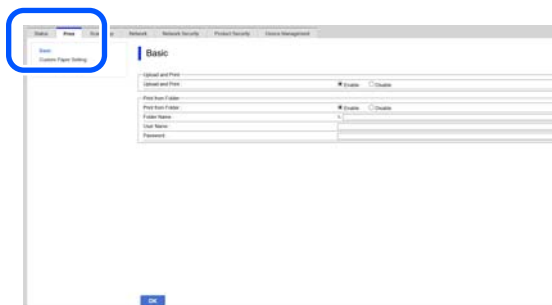 Status Print Network Network Security Product Security Device Management
Basic
Custom Paper Setting
Basic
Upload and Print
Upload and Print Enable Disable
Print from Folder
Print from Folder Enable Disable
Folder Name
User Name
Password
OK